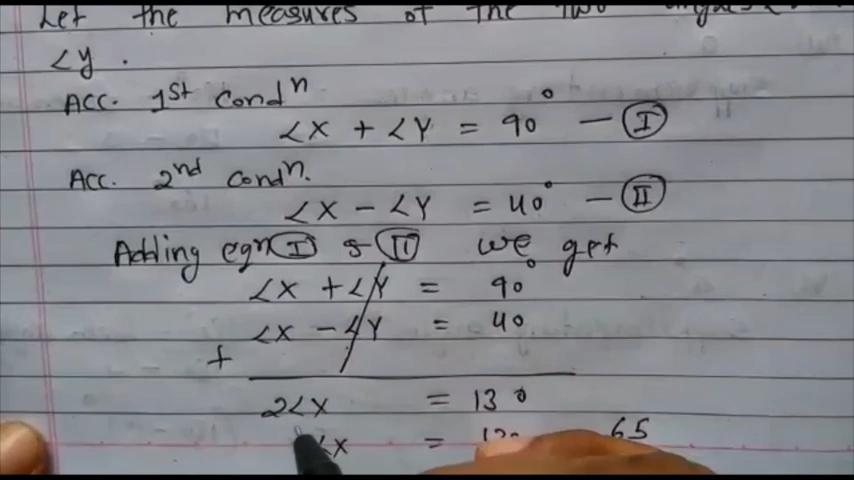 Let the measures of the two
<y .
Acc. 1st condn
<X + <Y = 90° — I
Acc. 2nd condn.
<X - <Y = 40° — II
Adding eqn I & II we get
<X + <Y = 90°
<X - <Y = 40
+
2<X = 130
<X = 65